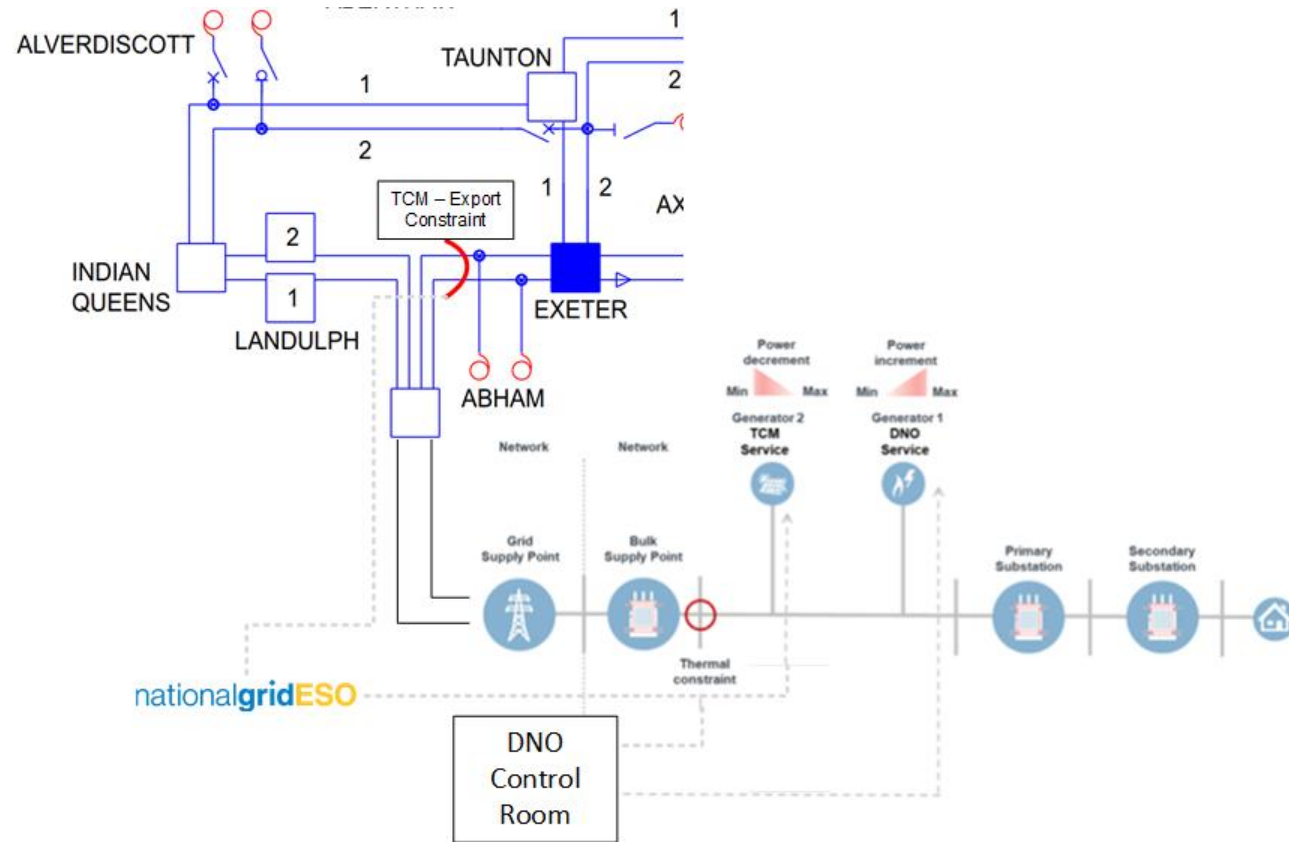 ALVERDISCOTT
TAUNTON
1
2
1
2
1
2
AX
TCM – Export
Constraint
INDIAN
QUEENS
2
1
LANDULPH
EXETER
ABHAM
Power
decrement
Min
Max
Generator 2
TCM
Service
Power
increment
Min
Max
Generator 1
DNO
Service
Network
Network
Grid
Supply Point
Bulk
Supply Point
Primary
Substation
Secondary
Substation
Thermal
constraint
nationalgridESO
DNO
Control
Room